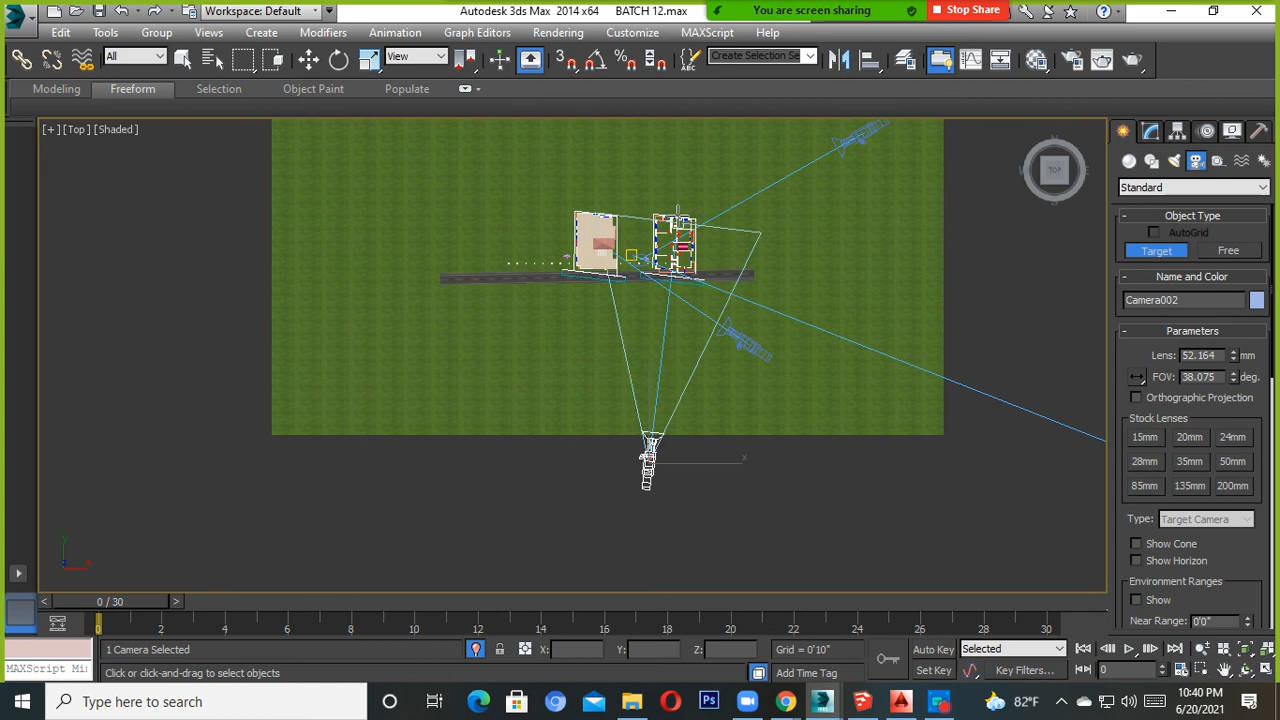 Workspace: Default
Autodesk 3ds Max 2014 x64 BATCH 12.max
You are screen sharing
Stop Share
Edit Tools Group Views Create Modifiers Animation Graph Editors Rendering Customize MAXScript Help
All View Create Selection Se
Modeling Freeform Selection Object Paint Populate
[+] [Top] [Shaded]
TOP
Standard
Object Type
AutoGrid
Target Free
Name and Color
Camera002
Parameters
Lens: 52.164 mm
FOV: 38.075 deg.
Orthographic Projection
Stock Lenses
15mm 20mm 24mm
28mm 35mm 50mm
85mm 135mm 200mm
Type: Target Camera
Show Cone
Show Horizon
Environment Ranges
Show
Near Range: 0'0"
x
y
0 / 30
0 2 4 6 8 10 12 14 16 18 20 22 24 26 28 30
1 Camera Selected
X: Y: Z: Grid = 0'10"
Auto Key Selected
MAXScript Mi
Click or click-and-drag to select objects
Add Time Tag
Set Key Key Filters... 0
Type here to search
82°F
10:40 PM
6/20/2021